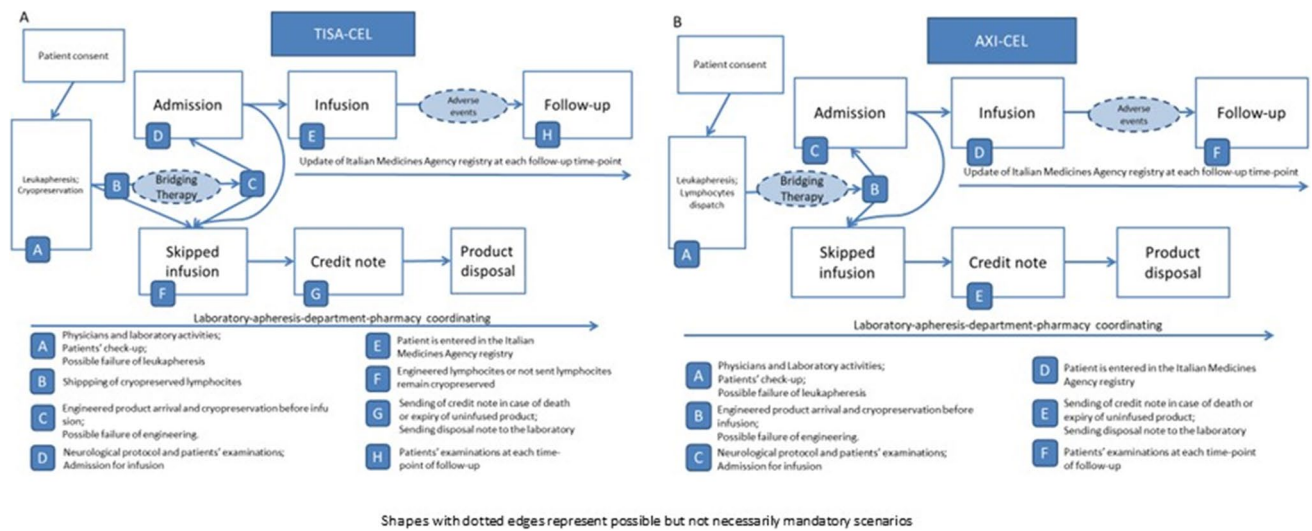 A
TISA-CEL
Patient consent
Admission
D
Infusion
E
Adverse
events
Follow-up
H
Update of Italian Medicines Agency registry at each follow-up time-point
Leukapheresis;
Cryopreservation
A
B
Bridging
Therapy
C
Skipped
infusion
F
Credit note
G
Product
disposal
Laboratory-apheresis-department-pharmacy coordinating
A
Physicians and laboratory activities;
Patients' check-up;
Possible failure of leukapheresis
B
Shippping of cryopreserved lymphocytes
C
Engineered product arrival and cryopreservation before infu
sion;
Possible failure of engineering.
D
Neurological protocol and patients' examinations;
Admission for infusion
E
Patient is entered in the Italian
Medicines Agency registry
F
Engineered lymphocytes or not sent lymphocytes
remain cryopreserved
G
Sending of credit note in case of death
or expiry of uninfused product;
Sending disposal note to the laboratory
H
Patients' examinations at each time-
point of follow-up
B
AXI-CEL
Patient consent
Admission
C
Infusion
D
Adverse
events
Follow-up
F
Update of Italian Medicines Agency registry at each follow-up time-point
Leukapheresis;
Lymphocytes
dispatch
A
Bridging
Therapy
B
Skipped
infusion
Credit note
E
Product
disposal
Laboratory-apheresis-department-pharmacy coordinating
A
Physicians and Laboratory activities;
Patients' check-up;
Possible failure of leukapheresis
B
Engineered product arrival and cryopreservation before
infusion;
Possible failure of engineering.
C
Neurological protocol and patients' examinations;
Admission for infusion
D
Patient is entered in the Italian Medicines
Agency registry
E
Sending of credit note in case of death or
expiry of uninfused product;
Sending disposal note to the laboratory
F
Patients' examinations at each time-point
of follow-up
Shapes with dotted edges represent possible but not necessarily mandatory scenarios